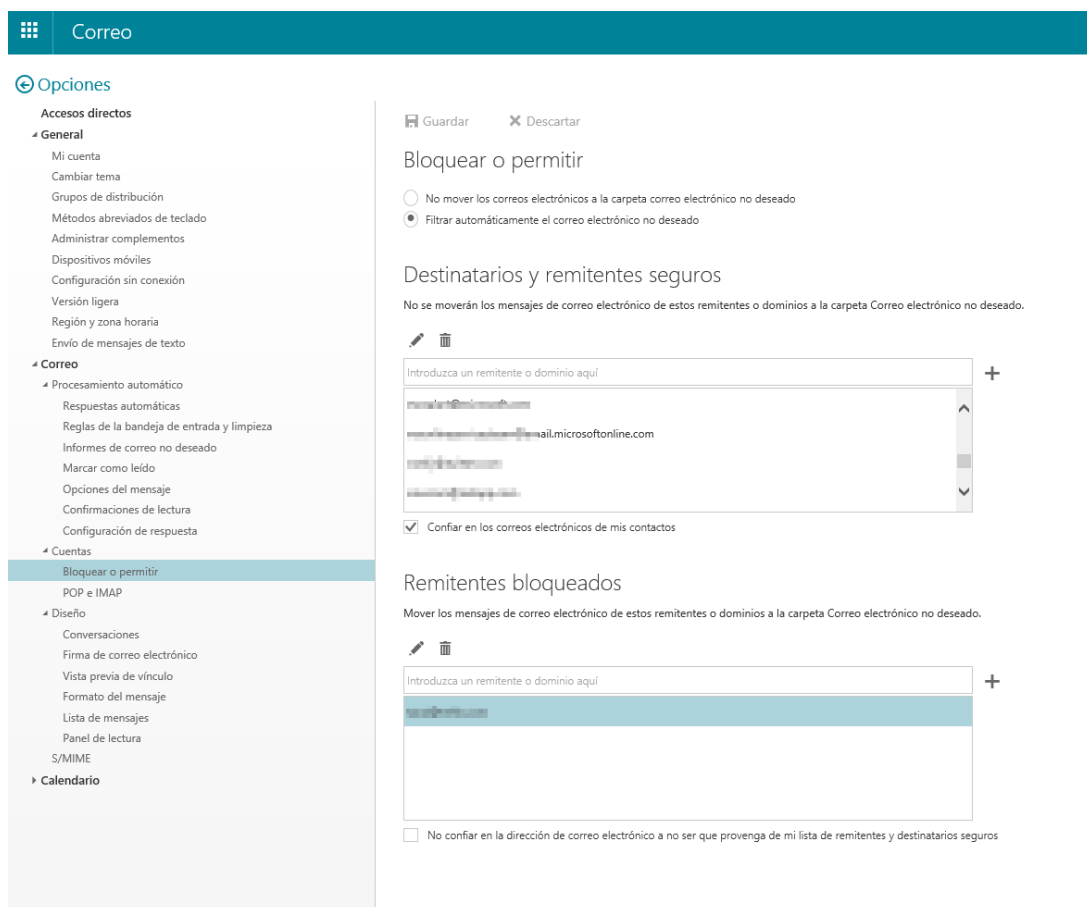 Correo
Opciones
Accesos directos
General
Mi cuenta
Cambiar tema
Grupos de distribución
Métodos abreviados de teclado
Administrar complementos
Dispositivos móviles
Configuración sin conexión
Versión ligera
Región y zona horaria
Envío de mensajes de texto
Correo
Procesamiento automático
Respuestas automáticas
Reglas de la bandeja de entrada y limpieza
Informes de correo no deseado
Marcar como leído
Opciones del mensaje
Confirmaciones de lectura
Configuración de respuesta
Cuentas
Bloquear o permitir
POP e IMAP
Diseño
Conversaciones
Firma de correo electrónico
Vista previa de vínculo
Formato del mensaje
Lista de mensajes
Panel de lectura
S/MIME
Calendario
Guardar Descartar
Bloquear o permitir
No mover los correos electrónicos a la carpeta correo electrónico no deseado
Filtrar automáticamente el correo electrónico no deseado
Destinatarios y remitentes seguros
No se moverán los mensajes de correo electrónico de estos remitentes o dominios a la carpeta Correo electrónico no deseado.
Introduzca un remitente o dominio aquí
mail.microsoftonline.com
Confiar en los correos electrónicos de mis contactos
Remitentes bloqueados
Mover los mensajes de correo electrónico de estos remitentes o dominios a la carpeta Correo electrónico no deseado.
Introduzca un remitente o dominio aquí
No confiar en la dirección de correo electrónico a no ser que provenga de mi lista de remitentes y destinatarios seguros